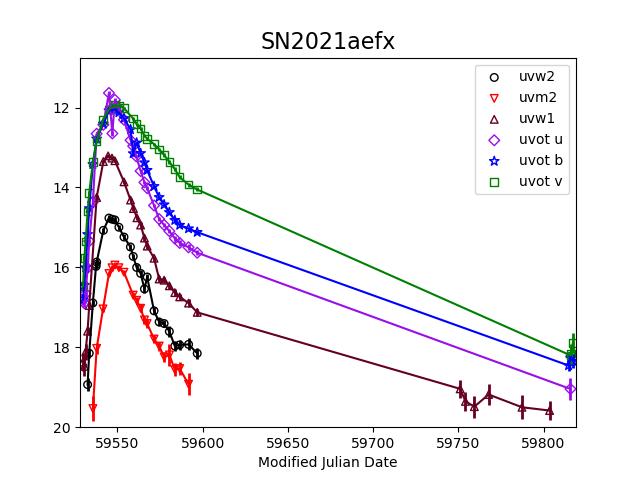 SN2021aefx
uvw2
uvm2
uvw1
uvot u
uvot b
uvot v
12
14
16
18
20
59550
59600
59650
59700
59750
59800
Modified Julian Date